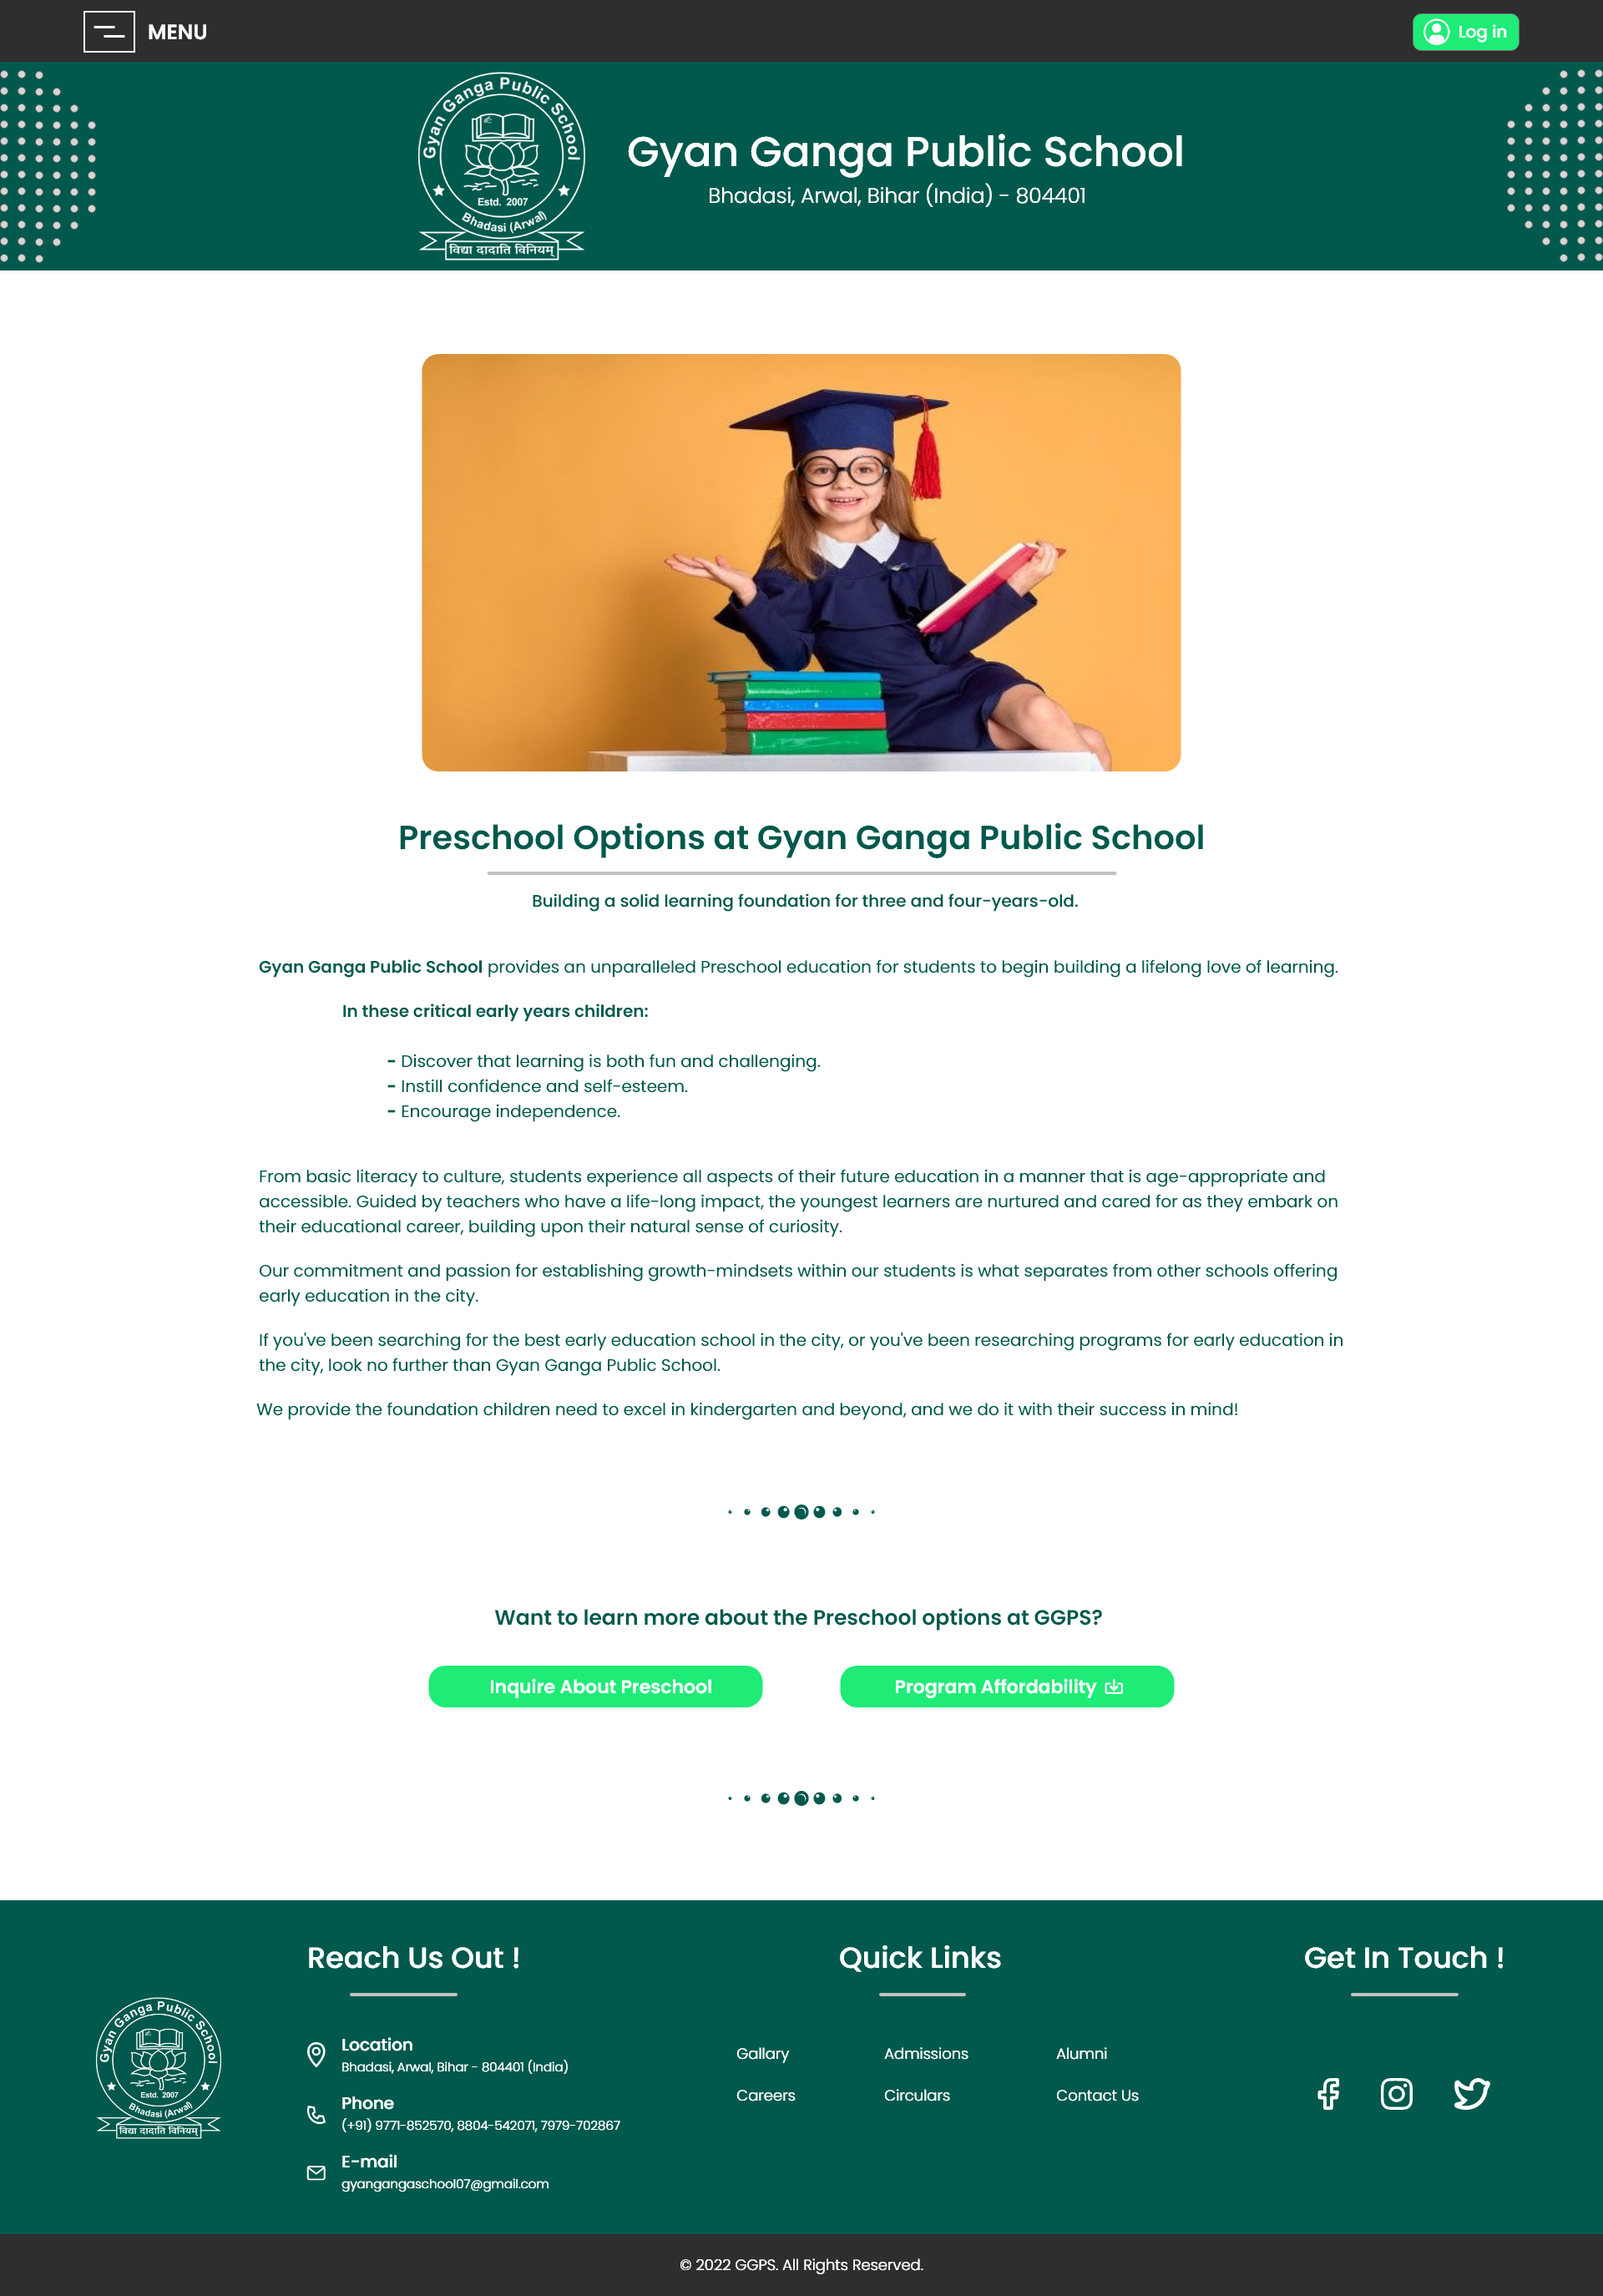 MENU
Log in
Gyan Ganga Public School
Estd. 2007
Bhadasi (Arwal)
विद्या दादाति विनियम्
Gyan Ganga Public School
Bhadasi, Arwal, Bihar (India) - 804401
Preschool Options at Gyan Ganga Public School
Building a solid learning foundation for three and four-years-old.
Gyan Ganga Public School provides an unparalleled Preschool education for students to begin building a lifelong love of learning.
In these critical early years children:
- Discover that learning is both fun and challenging.
- Instill confidence and self-esteem.
- Encourage independence.
From basic literacy to culture, students experience all aspects of their future education in a manner that is age-appropriate and
accessible. Guided by teachers who have a life-long impact, the youngest learners are nurtured and cared for as they embark on
their educational career, building upon their natural sense of curiosity.
Our commitment and passion for establishing growth-mindsets within our students is what separates from other schools offering
early education in the city.
If you've been searching for the best early education school in the city, or you've been researching programs for early education in
the city, look no further than Gyan Ganga Public School.
We provide the foundation children need to excel in kindergarten and beyond, and we do it with their success in mind!
Want to learn more about the Preschool options at GGPS?
Inquire About Preschool
Program Affordability
Gyan Ganga Public School
Estd. 2007
Bhadasi (Arwal)
विद्या दादाति विनियम्
Reach Us Out !
Location
Bhadasi, Arwal, Bihar - 804401 (India)
Phone
(+91) 9771-852570, 8804-542071, 7979-702867
E-mail
gyangangaschool07@gmail.com
Quick Links
Gallary
Admissions
Alumni
Careers
Circulars
Contact Us
Get In Touch !
© 2022 GGPS. All Rights Reserved.